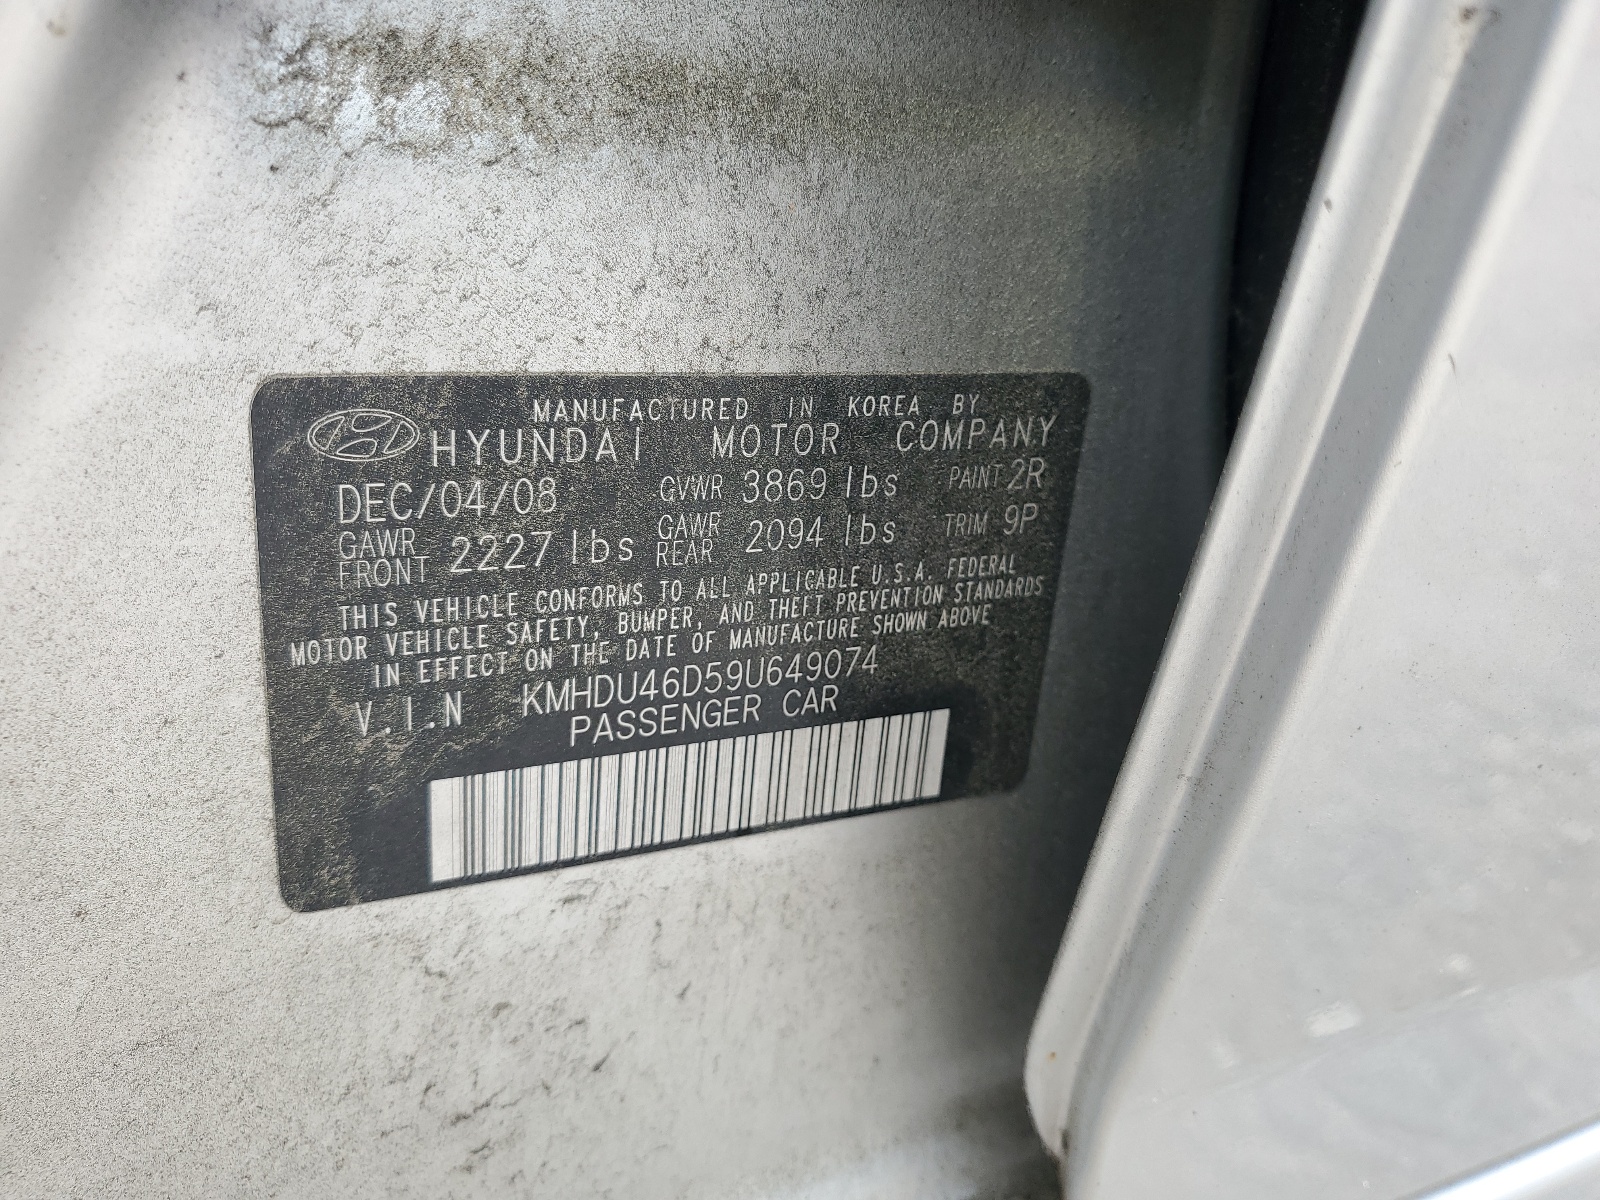 MANUFACTURED IN KOREA BY
HYUNDAI MOTOR COMPANY
DEC/04/08 GVWR 3869 lbs PAINT 2R
GAWR FRONT 2227 lbs GAWR REAR 2094 lbs TRIM 9P
THIS VEHICLE CONFORMS TO ALL APPLICABLE U.S.A. FEDERAL
MOTOR VEHICLE SAFETY, BUMPER, AND THEFT PREVENTION STANDARDS
IN EFFECT ON THE DATE OF MANUFACTURE SHOWN ABOVE
V.I.N KMHDU46D59U649074
PASSENGER CAR